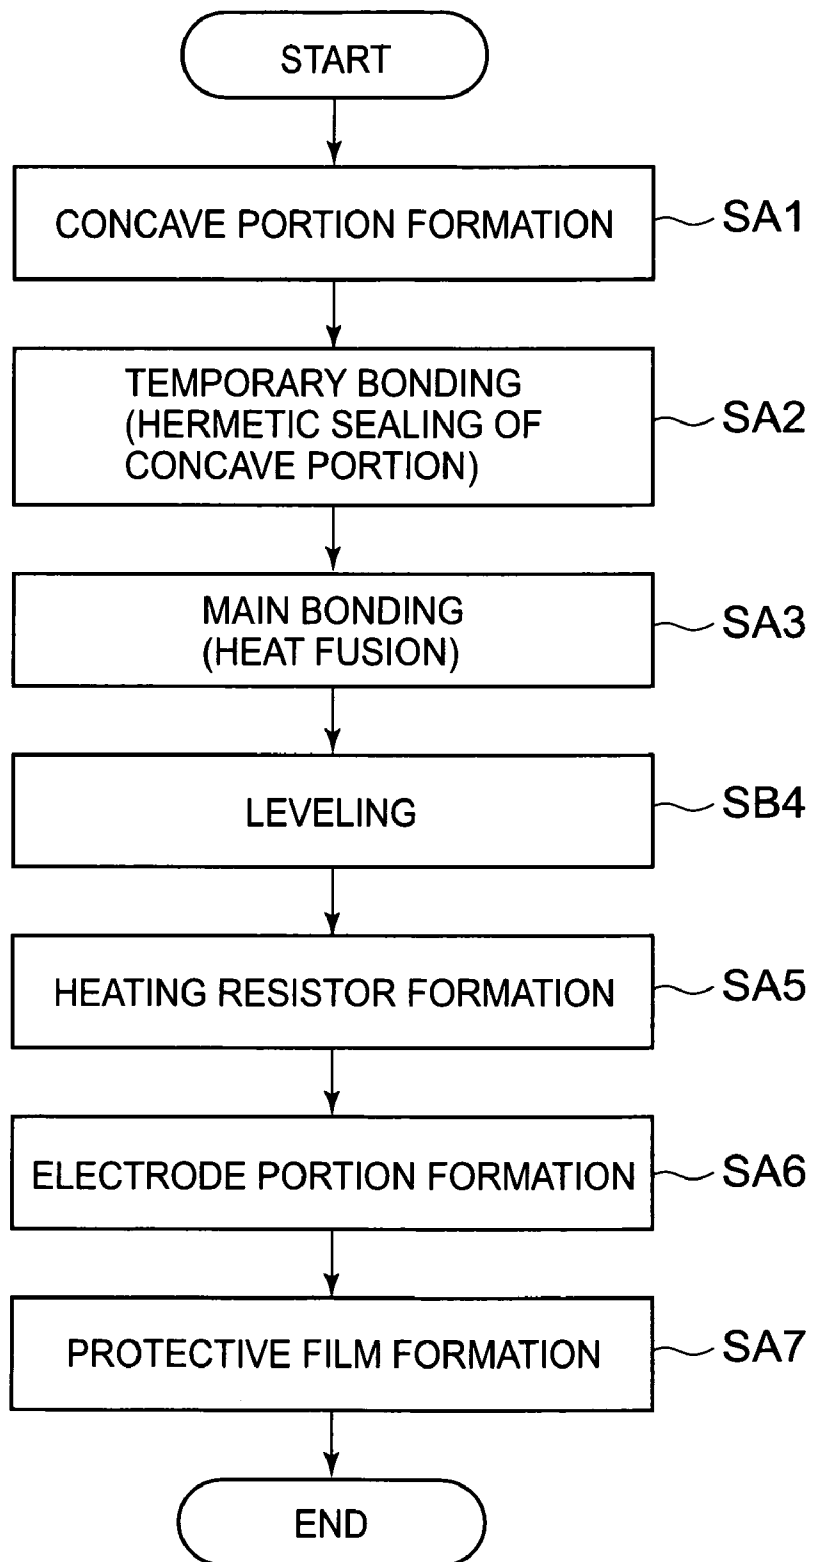 START
CONCAVE PORTION FORMATION
SA1
TEMPORARY BONDING
(HERMETIC SEALING OF
CONCAVE PORTION)
SA2
MAIN BONDING
(HEAT FUSION)
SA3
LEVELING
SB4
HEATING RESISTOR FORMATION
SA5
ELECTRODE PORTION FORMATION
SA6
PROTECTIVE FILM FORMATION
SA7
END